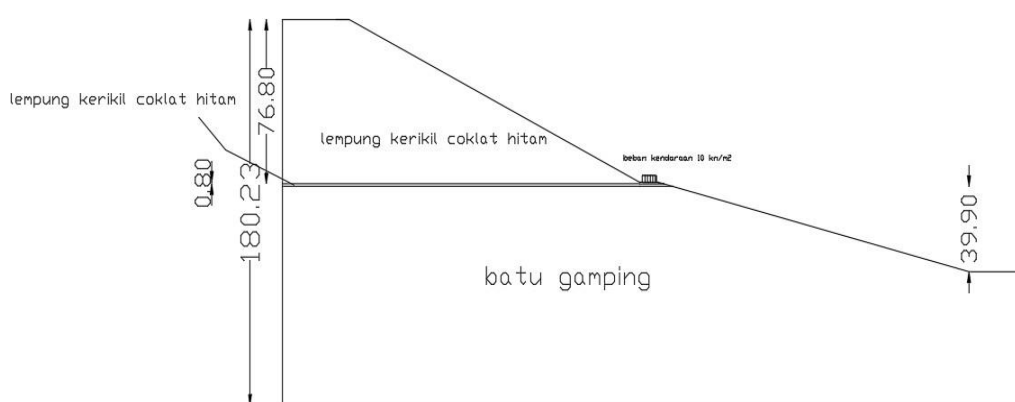 76.80
lempung kerikil coklat hitam
lempung kerikil coklat hitam
beban kendaraan 10 kn/m2
0.80
180.23
39.90
batu gamping